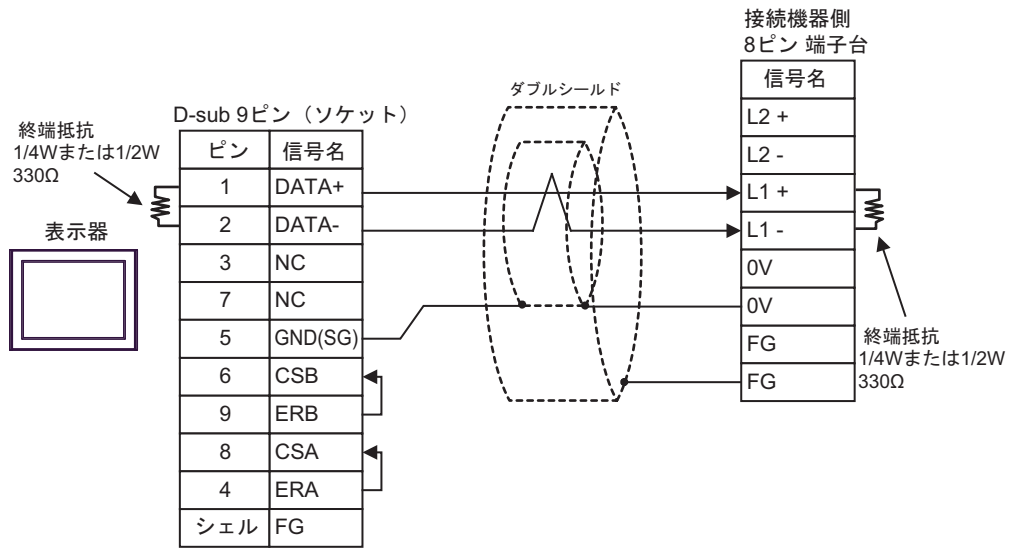 接続機器側
8ピン 端子台
ダブルシールド
D-sub 9ピン（ソケット）
終端抵抗
1/4Wまたは1/2W
330Ω
表示器
ピン 信号名
1 DATA+
2 DATA-
3 NC
7 NC
5 GND(SG)
6 CSB
9 ERB
8 CSA
4 ERA
シェル FG
信号名
L2 +
L2 -
L1 +
L1 -
0V
0V
FG
FG
終端抵抗
1/4Wまたは1/2W
330Ω